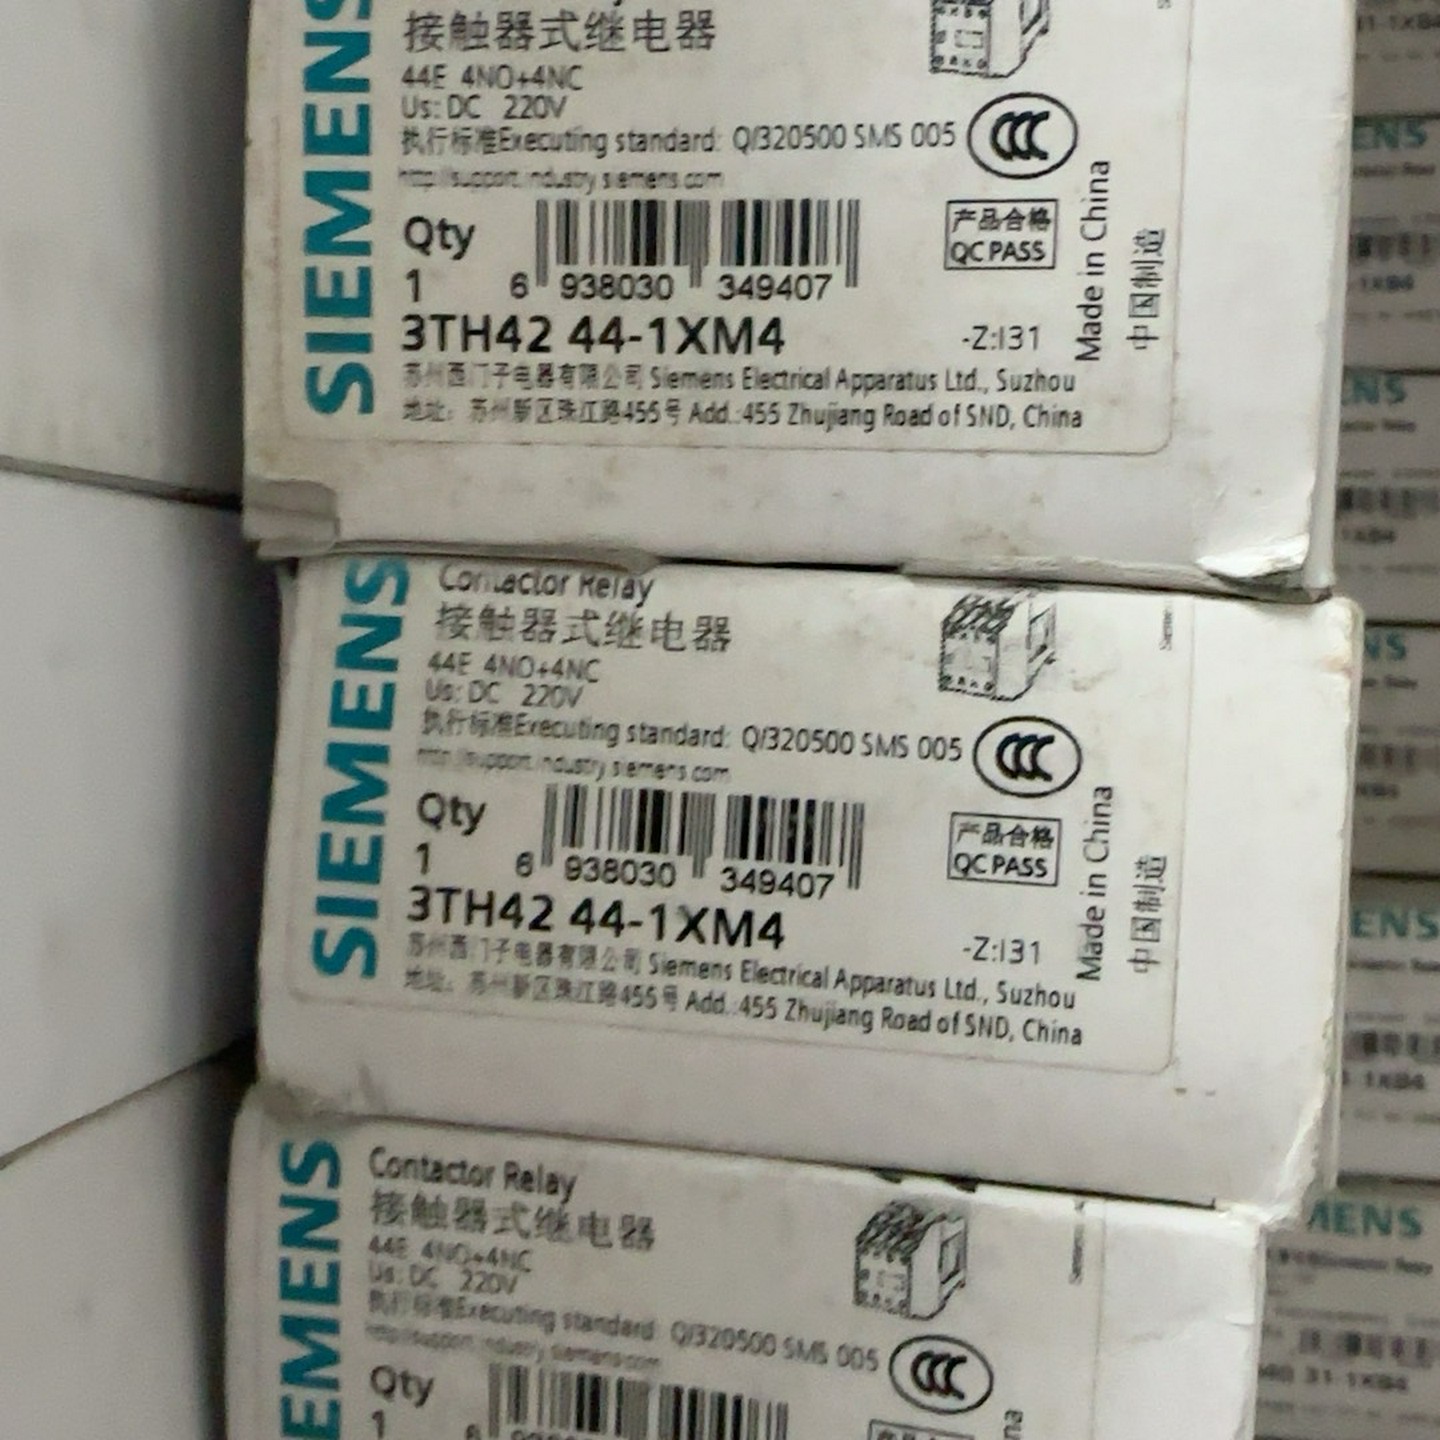 SIEMENS
接触器式继电器
44E 4NO+4NC
Us: DC 220V
执行标准Executing standard: Q/320500 SMS 005
http://support.industry.siemens.com
CCC
Qty
1
6 938030 349407
产品合格
QC PASS
Made in China
中国制造
3TH42 44-1XM4
-Z:I31
苏州西门子电器有限公司 Siemens Electrical Apparatus Ltd., Suzhou
地址: 苏州新区珠江路455号 Add.:455 Zhujiang Road of SND, China
SIEMENS
Contactor Relay
接触器式继电器
44E 4NO+4NC
Us: DC 220V
执行标准Executing standard: Q/320500 SMS 005
http://support.industry.siemens.com
CCC
Qty
1
6 938030 349407
产品合格
QC PASS
Made in China
中国制造
3TH42 44-1XM4
-Z:I31
苏州西门子电器有限公司 Siemens Electrical Apparatus Ltd., Suzhou
地址: 苏州新区珠江路455号 Add.:455 Zhujiang Road of SND, China
SIEMENS
Contactor Relay
接触器式继电器
44E 4NO+4NC
Us: DC 220V
执行标准Executing standard: Q/320500 SMS 005
http://support.industry.siemens.com
CCC
Qty
1